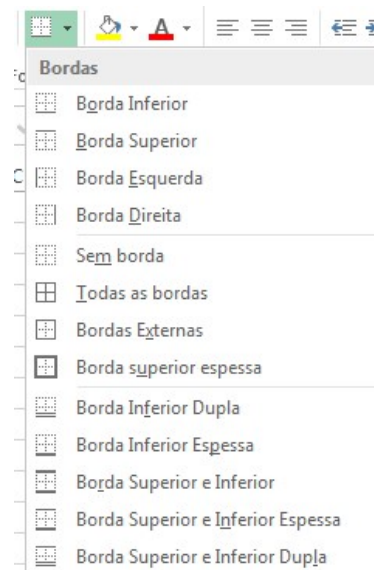 A
Fo
Bordas
Borda Inferior
Borda Superior
C
Borda Esquerda
Borda Direita
Sem borda
Todas as bordas
Bordas Externas
Borda superior espessa
Borda Inferior Dupla
Borda Inferior Espessa
Borda Superior e Inferior
Borda Superior e Inferior Espessa
Borda Superior e Inferior Dupla